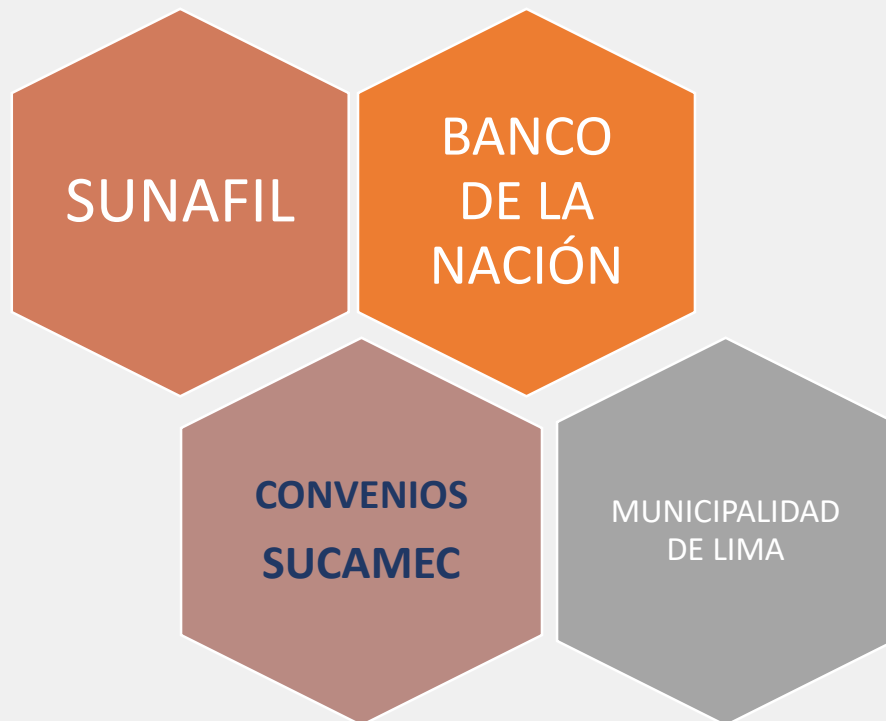 SUNAFIL
BANCO
DE LA
NACIÓN
CONVENIOS
SUCAMEC
MUNICIPALIDAD
DE LIMA